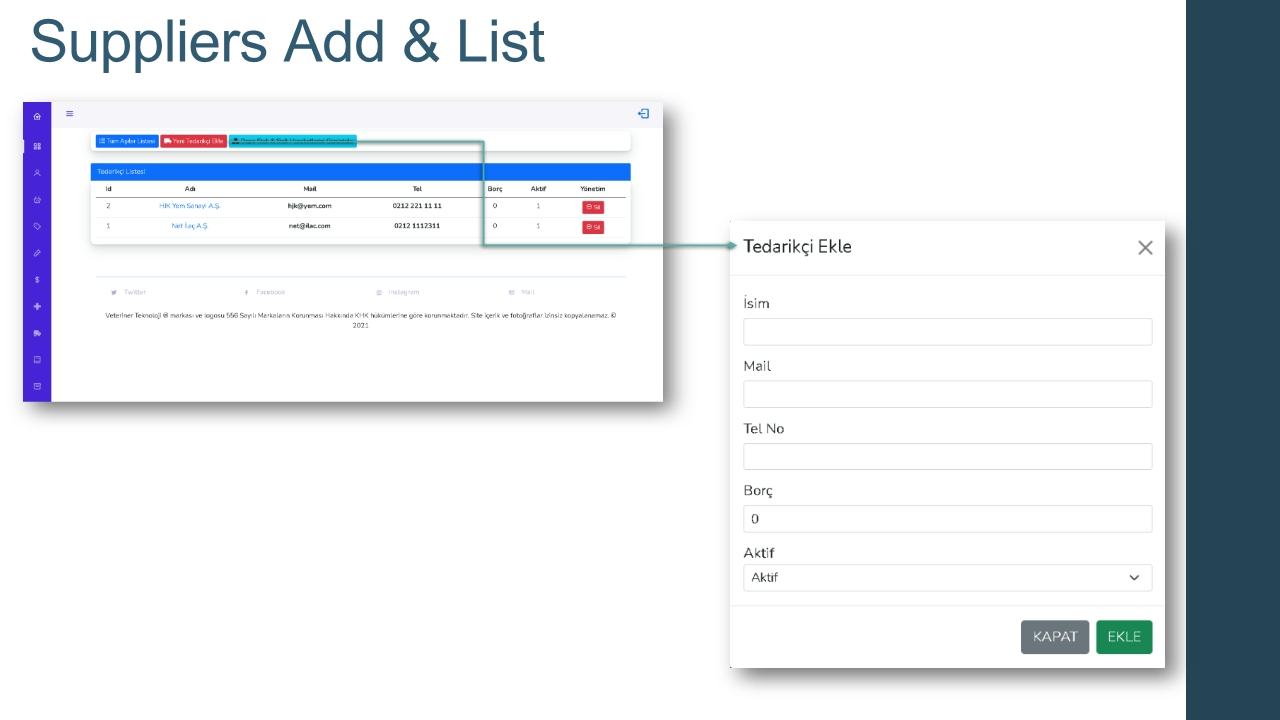 Suppliers Add & List
Tüm Aşılar Listesi Yeni Tedarikçi Ekle
Tedarikçi Listesi
Id Adı Mail Tel Borç Aktif Yönetim
2 HJK Yem Sanayi A.Ş. hjk@yem.com 0212 221 11 11 0 1 Sil
1 Net İlaç A.Ş. net@ilac.com 0212 1112311 0 1 Sil
Twitter Facebook Instagram Mail
Veteriner Teknoloji @ markası ve logosu 556 Sayılı Markaların Korunması Hakkında KHK hükümlerine göre korunmaktadır. Site içerik ve fotoğraflar İzinsiz kopyalanamaz. ©
2021
Tedarikçi Ekle
İsim
Mail
Tel No
Borç
0
Aktif
Aktif
KAPAT EKLE